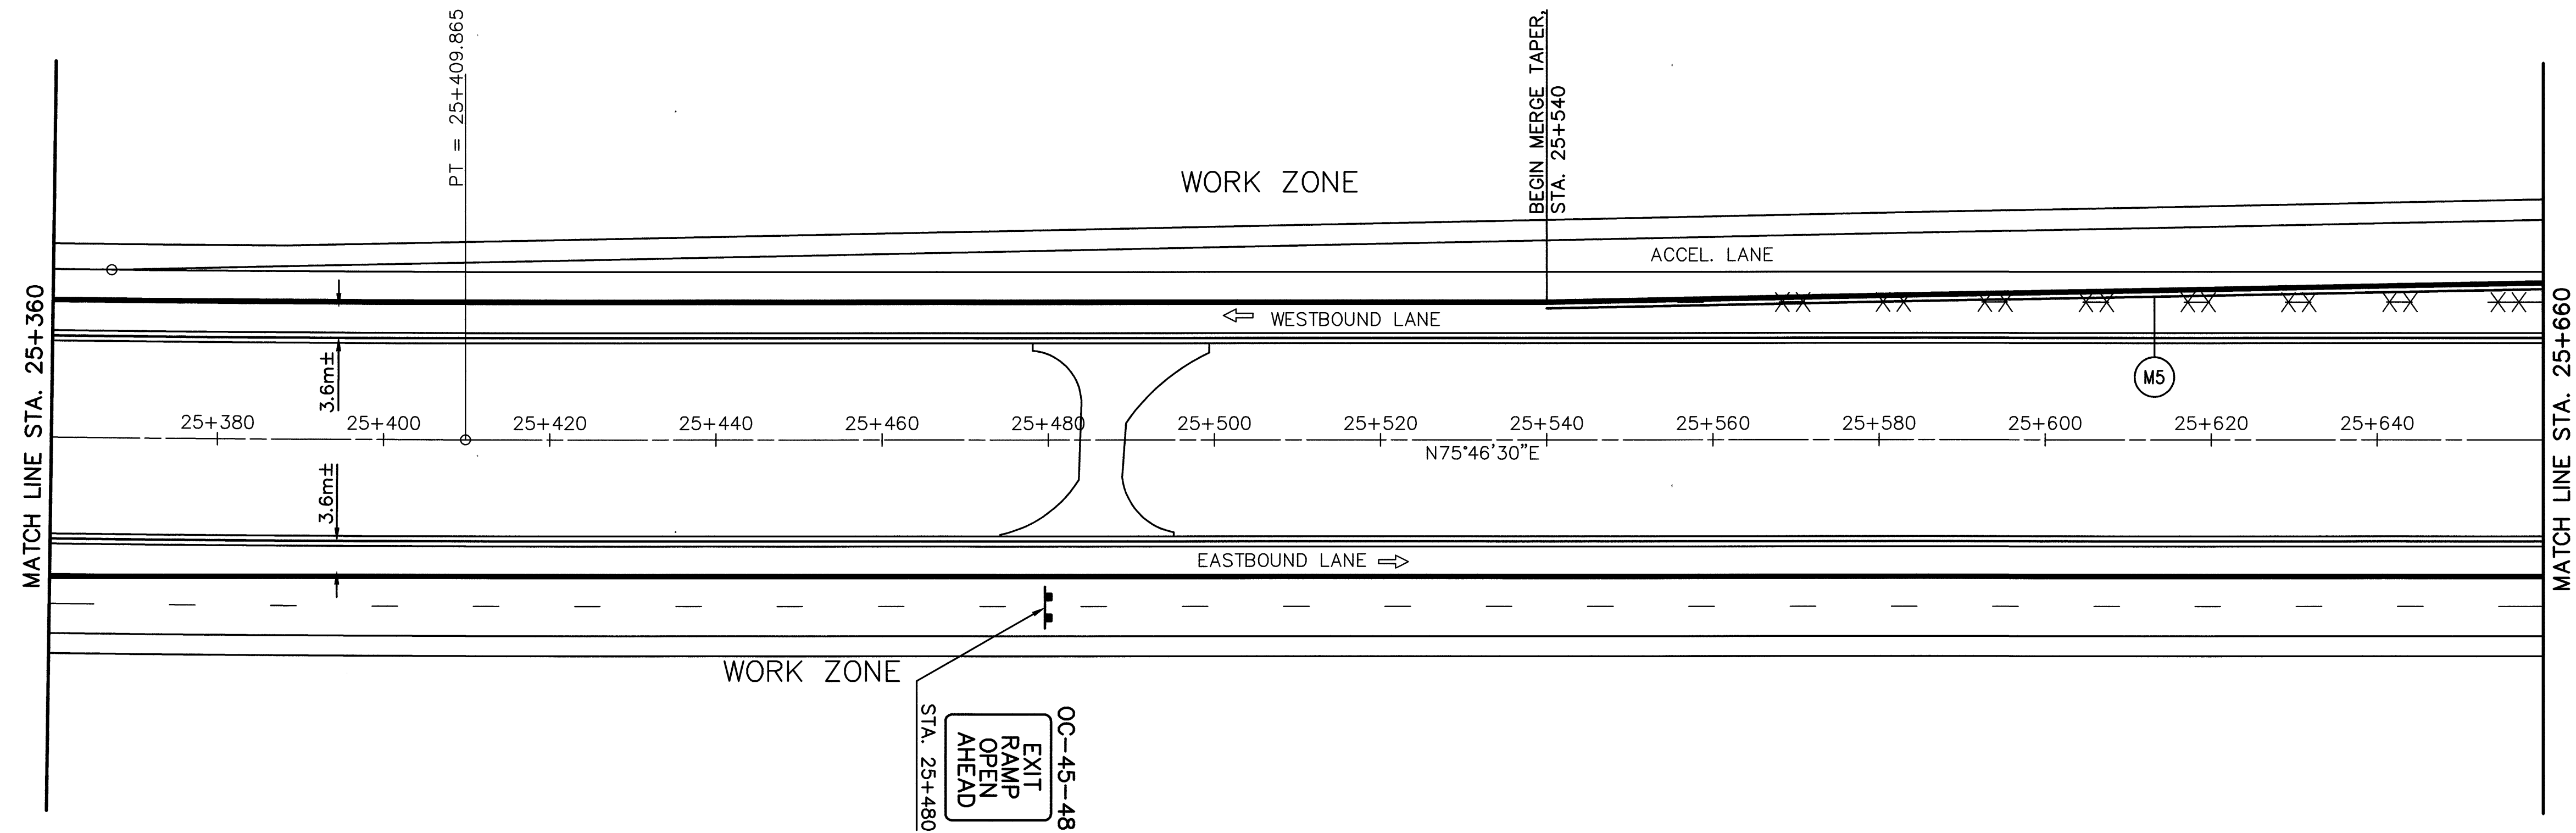 MATCH LINE STA. 25+360
PT = 25+409.865
BEGIN MERGE TAPER,
STA. 25+540
WORK ZONE
ACCEL. LANE
WESTBOUND LANE
3.6m±
M5
25+380
25+400
25+420
25+440
25+460
25+480
25+500
25+520
25+540
25+560
25+580
25+600
25+620
25+640
N75°46'30"E
3.6m±
EASTBOUND LANE
WORK ZONE
OC-45-48
EXIT
RAMP
OPEN
AHEAD
STA. 25+480
MATCH LINE STA. 25+660